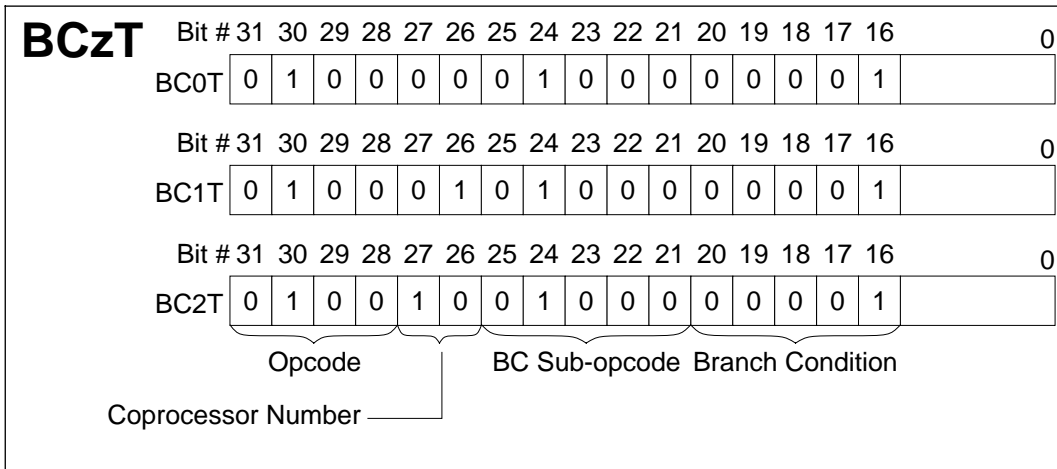 BCzT
Bit # 31 30 29 28 27 26 25 24 23 22 21 20 19 18 17 16 0
BC0T 0 1 0 0 0 0 0 1 0 0 0 0 0 0 0 1
Bit # 31 30 29 28 27 26 25 24 23 22 21 20 19 18 17 16 0
BC1T 0 1 0 0 0 1 0 1 0 0 0 0 0 0 0 1
Bit # 31 30 29 28 27 26 25 24 23 22 21 20 19 18 17 16 0
BC2T 0 1 0 0 1 0 0 1 0 0 0 0 0 0 0 1
Opcode BC Sub-opcode Branch Condition
Coprocessor Number